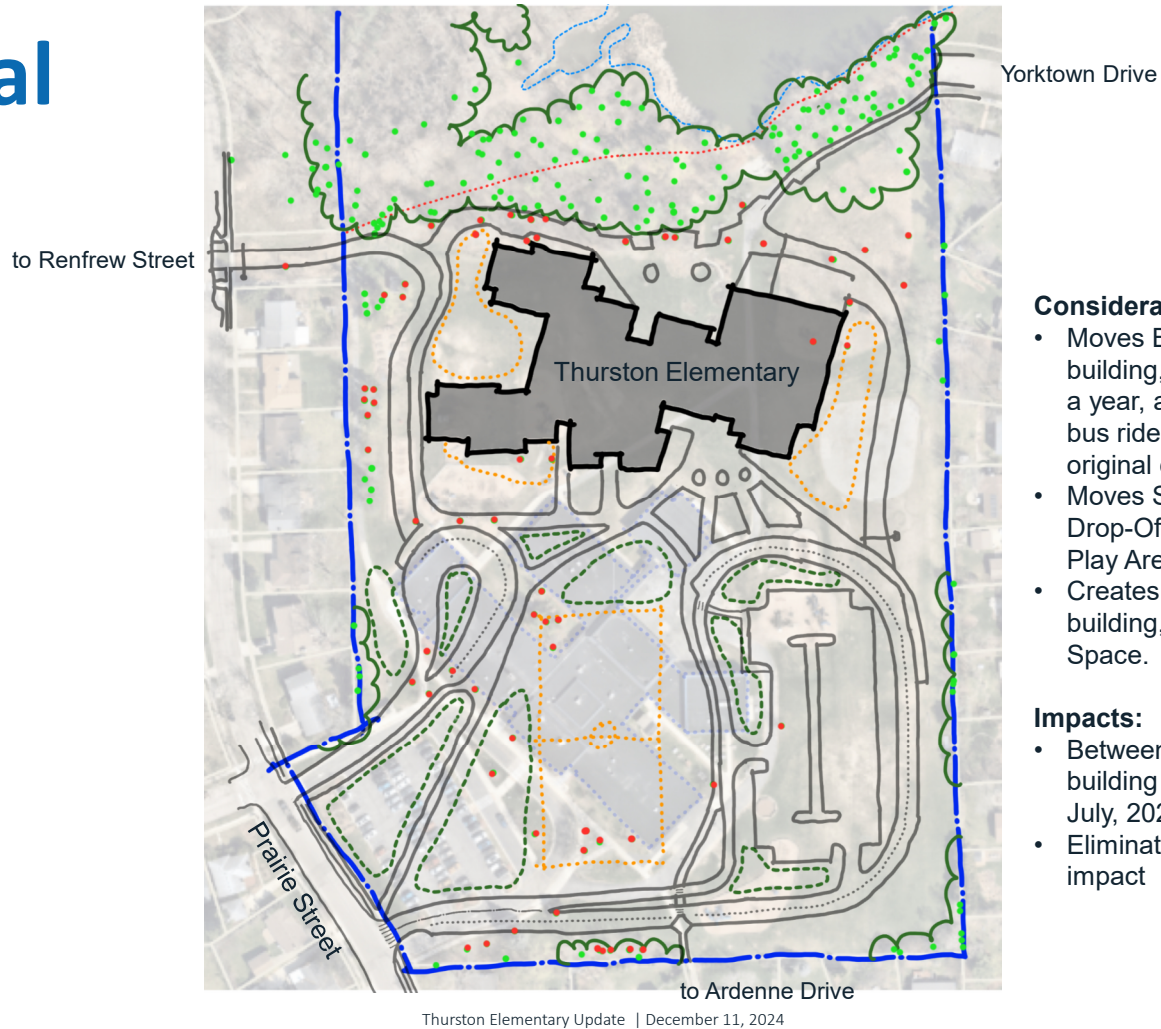 al
Yorktown Drive
to Renfrew Street
Thurston Elementary
Prairie Street
to Ardenne Drive
Considera
• Moves B
building,
a year, a
bus ride
original
• Moves S
Drop-Of
Play Are
• Creates
building,
Space.
Impacts:
• Between
building
July, 202
• Eliminat
impact
Thurston Elementary Update | December 11, 2024